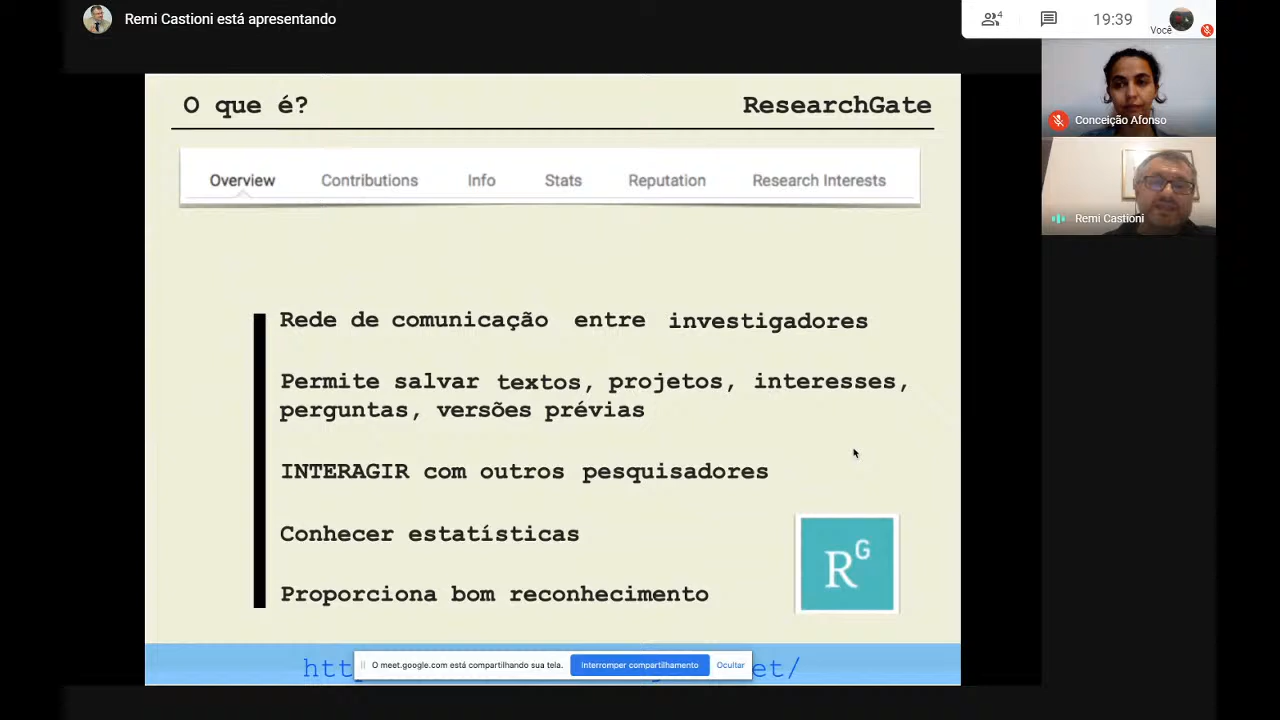 Remi Castioni está apresentando
4
19:39
Você
O que é?
ResearchGate
Overview Contributions Info Stats Reputation Research Interests
Conceição Afonso
Remi Castioni
Rede de comunicação entre investigadores
Permite salvar textos, projetos, interesses,
perguntas, versões prévias
INTERAGIR com outros pesquisadores
Conhecer estatísticas
Proporciona bom reconhecimento
RG
htt
O meet.google.com está compartilhando sua tela. Interromper compartilhamento Ocultar
et/